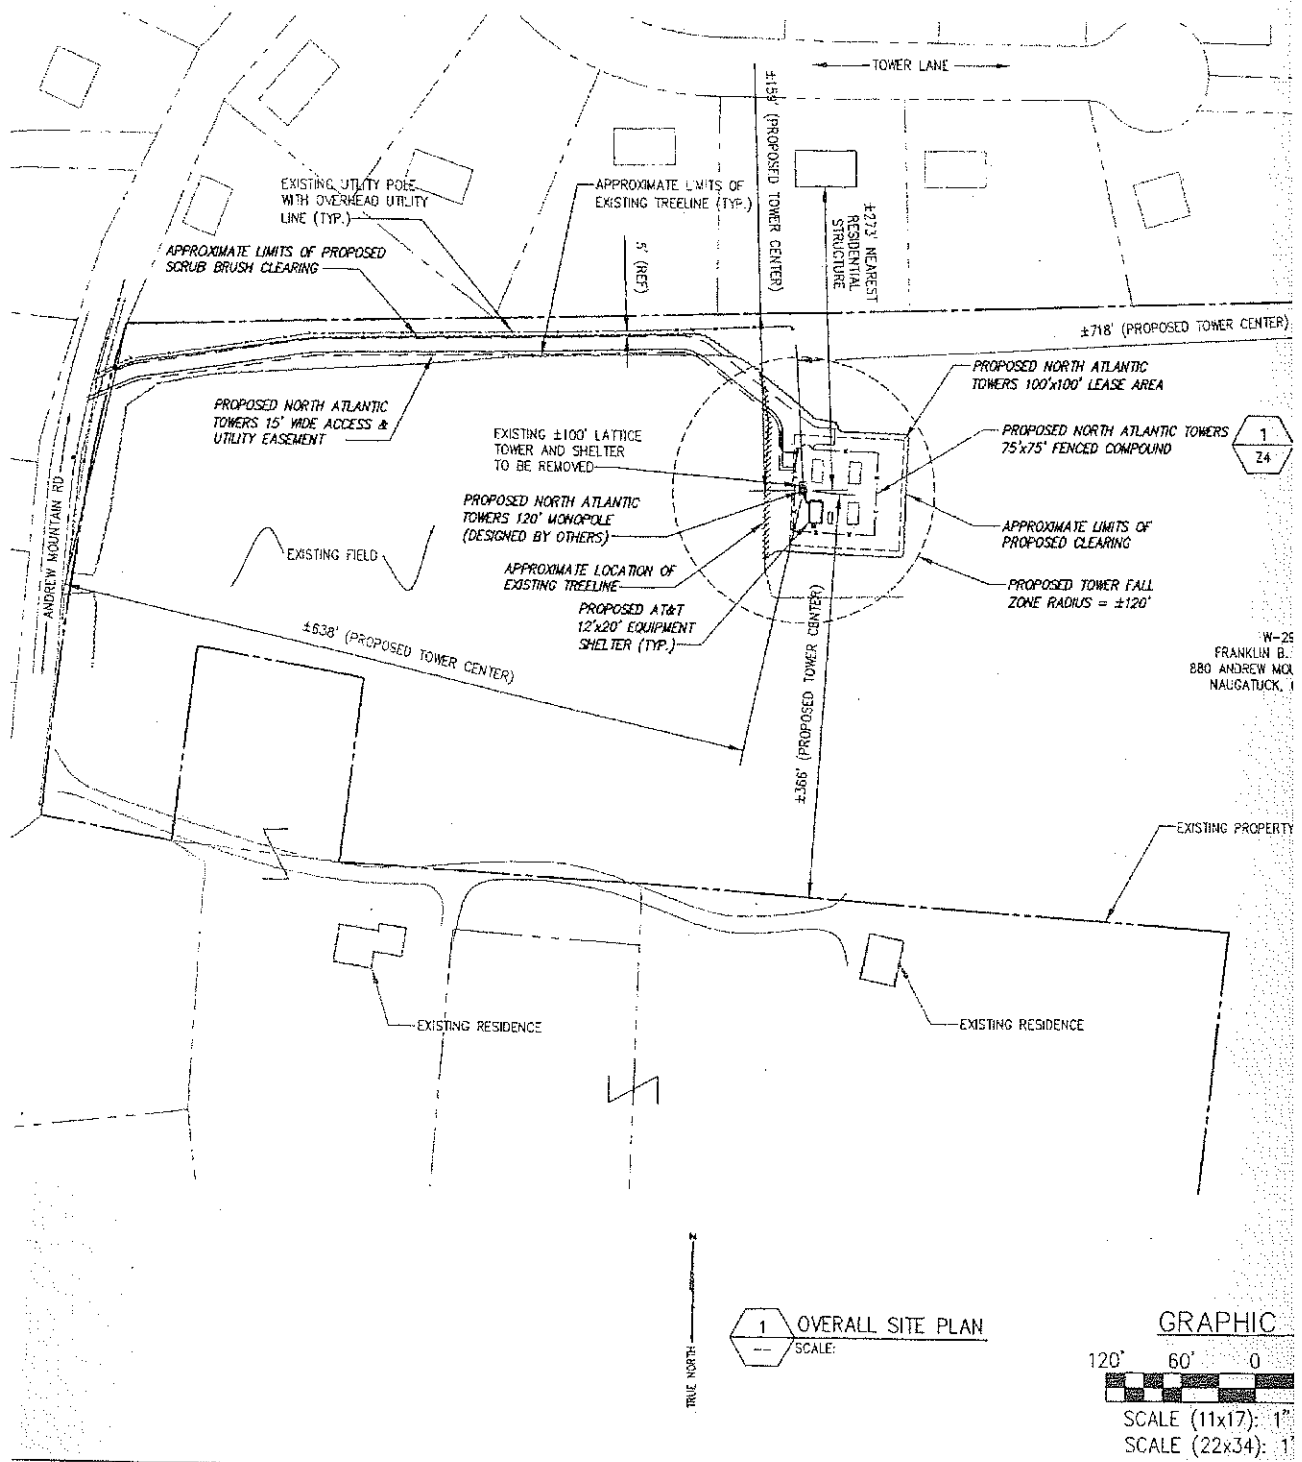 TOWER LANE
±159' (PROPOSED TOWER CENTER)
±273' NEAREST
RESIDENTIAL
STRUCTURE
EXISTING UTILITY POLE
WITH OVERHEAD UTILITY
LINE (TYP.)
APPROXIMATE LIMITS OF
EXISTING TREELINE (TYP.)
APPROXIMATE LIMITS OF PROPOSED
SCRUB BRUSH CLEARING
5' (REF)
±718' (PROPOSED TOWER CENTER)
PROPOSED NORTH ATLANTIC
TOWERS 100'x100' LEASE AREA
PROPOSED NORTH ATLANTIC
TOWERS 15' WIDE ACCESS &
UTILITY EASEMENT
EXISTING ±100' LATTICE
TOWER AND SHELTER
TO BE REMOVED
PROPOSED NORTH ATLANTIC TOWERS
75'x75' FENCED COMPOUND
1
Z4
PROPOSED NORTH ATLANTIC
TOWERS 120' MONOPOLE
(DESIGNED BY OTHERS)
APPROXIMATE LIMITS OF
PROPOSED CLEARING
ANDREW MOUNTAIN RD
EXISTING FIELD
APPROXIMATE LOCATION OF
EXISTING TREELINE
PROPOSED TOWER FALL
ZONE RADIUS = ±120'
PROPOSED AT&T
12'x20' EQUIPMENT
SHELTER (TYP.)
±638' (PROPOSED TOWER CENTER)
±366' (PROPOSED TOWER CENTER)
W-29
FRANKLIN B.
880 ANDREW MOU
NAUGATUCK,
EXISTING PROPERTY
EXISTING RESIDENCE
EXISTING RESIDENCE
N
TRUE NORTH
1
--
OVERALL SITE PLAN
SCALE:
GRAPHIC
120' 60' 0
SCALE (11x17): 1"
SCALE (22x34): 1"